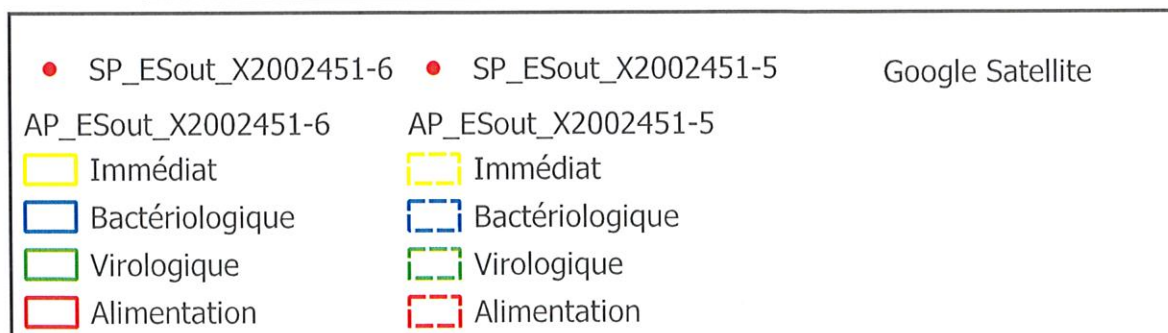 SP_ESout_X2002451-6 SP_ESout_X2002451-5 Google Satellite
AP_ESout_X2002451-6 AP_ESout_X2002451-5
Immédiat Immédiat
Bactériologique Bactériologique
Virologique Virologique
Alimentation Alimentation